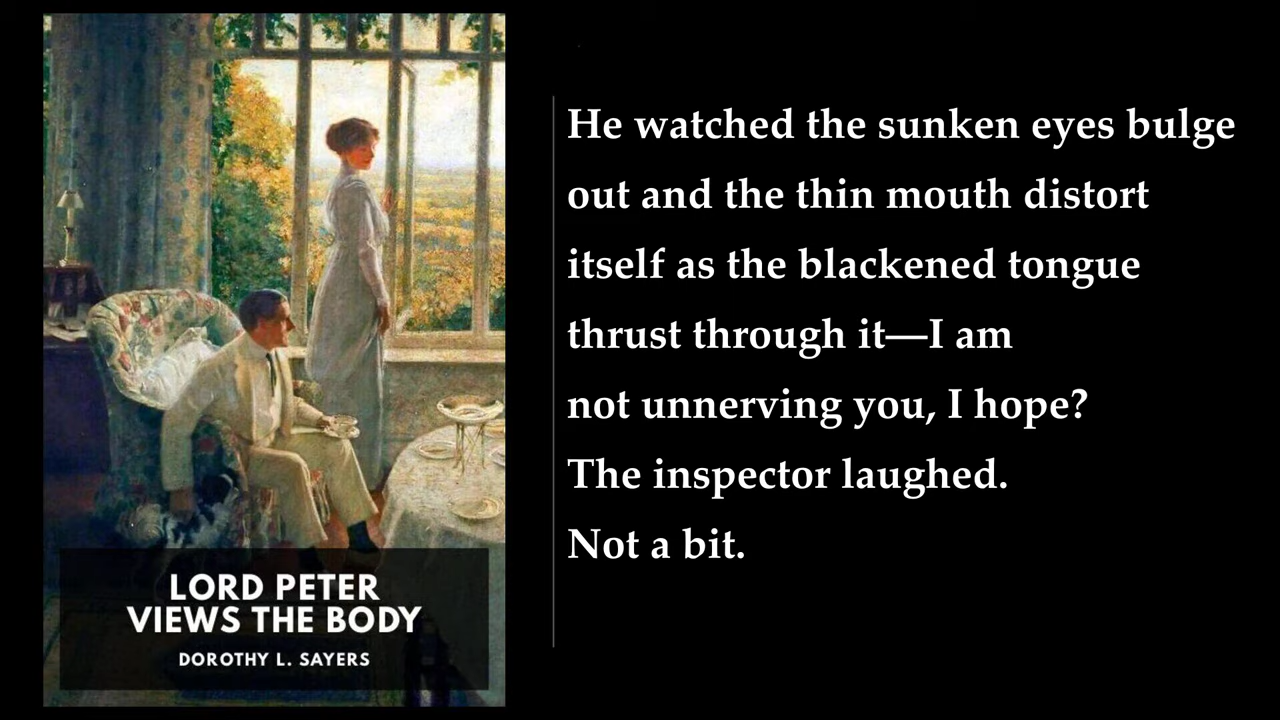 He watched the sunken eyes bulge
out and the thin mouth distort
itself as the blackened tongue
thrust through it—I am
not unnerving you, I hope?
The inspector laughed.
Not a bit.
LORD PETER
VIEWS THE BODY
DOROTHY L. SAYERS